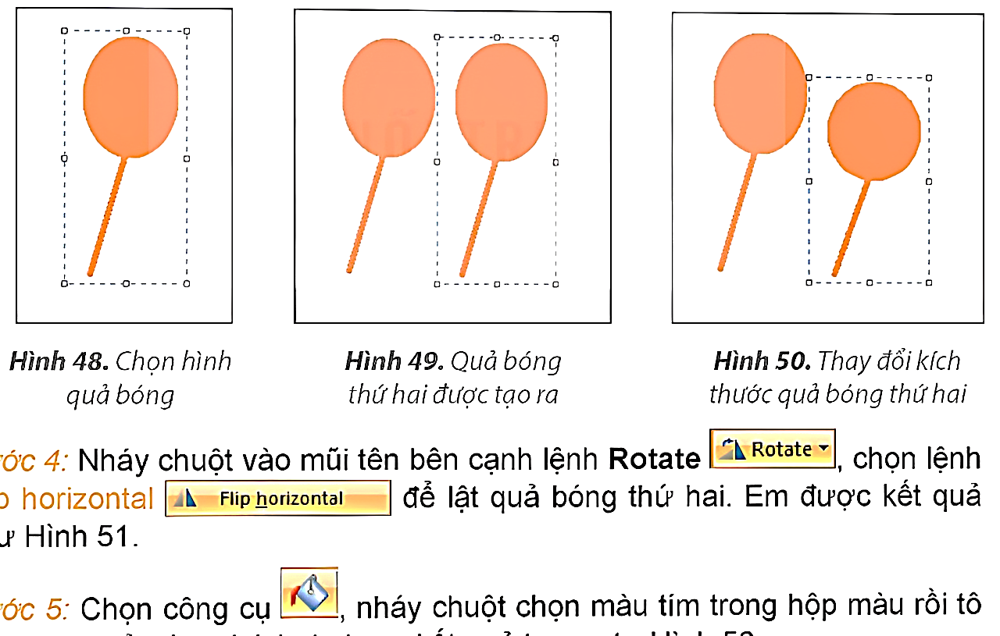 Hình 48. Chọn hình
quả bóng
Hình 49. Quả bóng
thứ hai được tạo ra
Hình 50. Thay đổi kích
thước quả bóng thứ hai
4: Nháy chuột vào mũi tên bên cạnh lệnh Rotate Rotate, chọn lệnh
horizontal Flip horizontal để lật quả bóng thứ hai. Em được kết quả
Hình 51.
5: Chọn công cụ , nháy chuột chọn màu tím trong hộp màu rồi tô